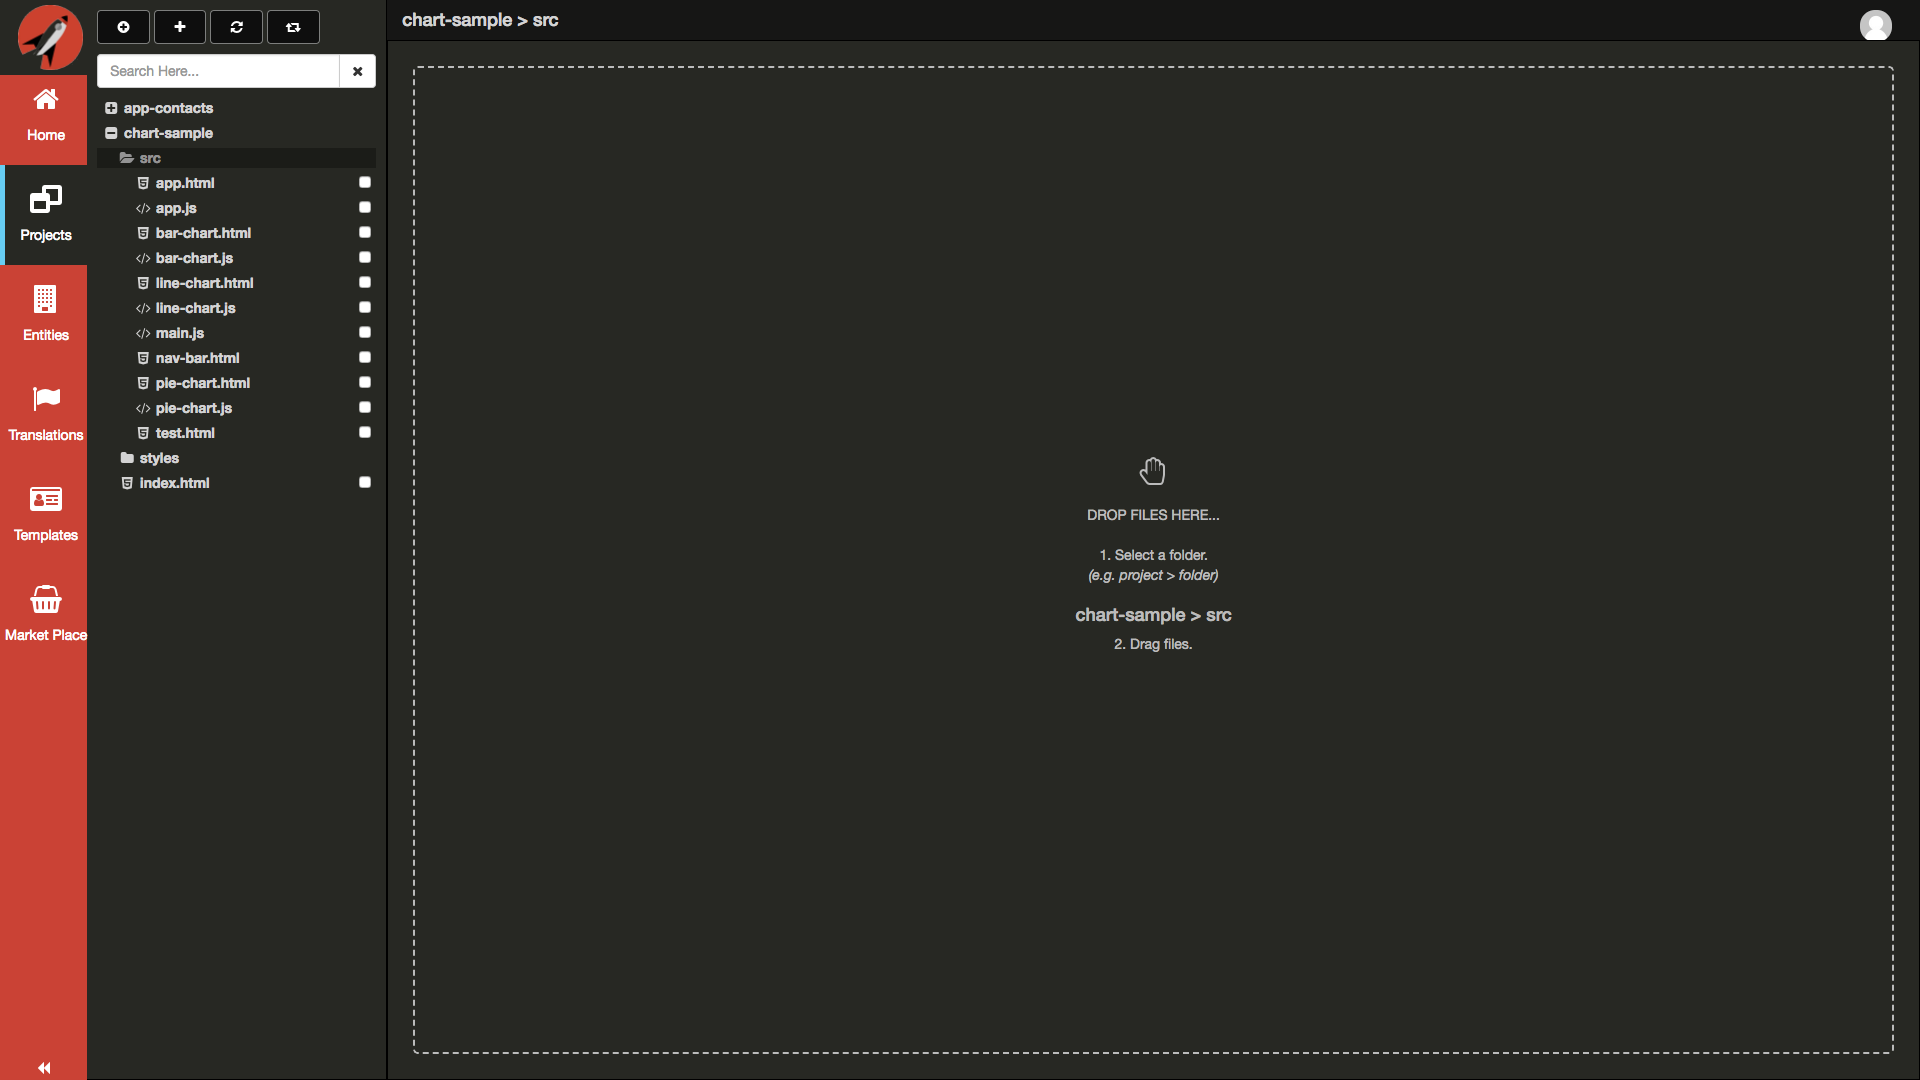 chart-sample > src
Search Here...
Home
Projects
Entities
Translations
Templates
Market Place
app-contacts
chart-sample
src
app.html
app.js
bar-chart.html
bar-chart.js
line-chart.html
line-chart.js
main.js
nav-bar.html
pie-chart.html
pie-chart.js
test.html
styles
index.html
DROP FILES HERE...
1. Select a folder.
(e.g. project > folder)
chart-sample > src
2. Drag files.